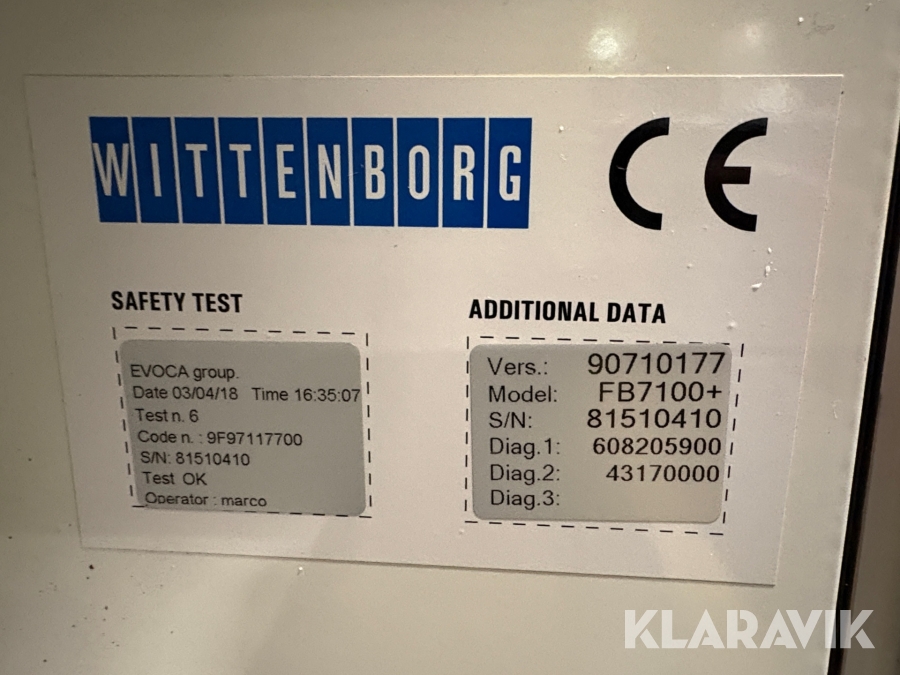 WITTENBORG
CE
SAFETY TEST
EVOCA group.
Date 03/04/18 Time 16:35:07
Test n. 6
Code n. : 9F97117700
S/N: 81510410
Test OK
Operator : marco
ADDITIONAL DATA
Vers.: 90710177
Model: FB7100+
S/N: 81510410
Diag.1: 608205900
Diag.2: 43170000
Diag.3:
KLARAVIK